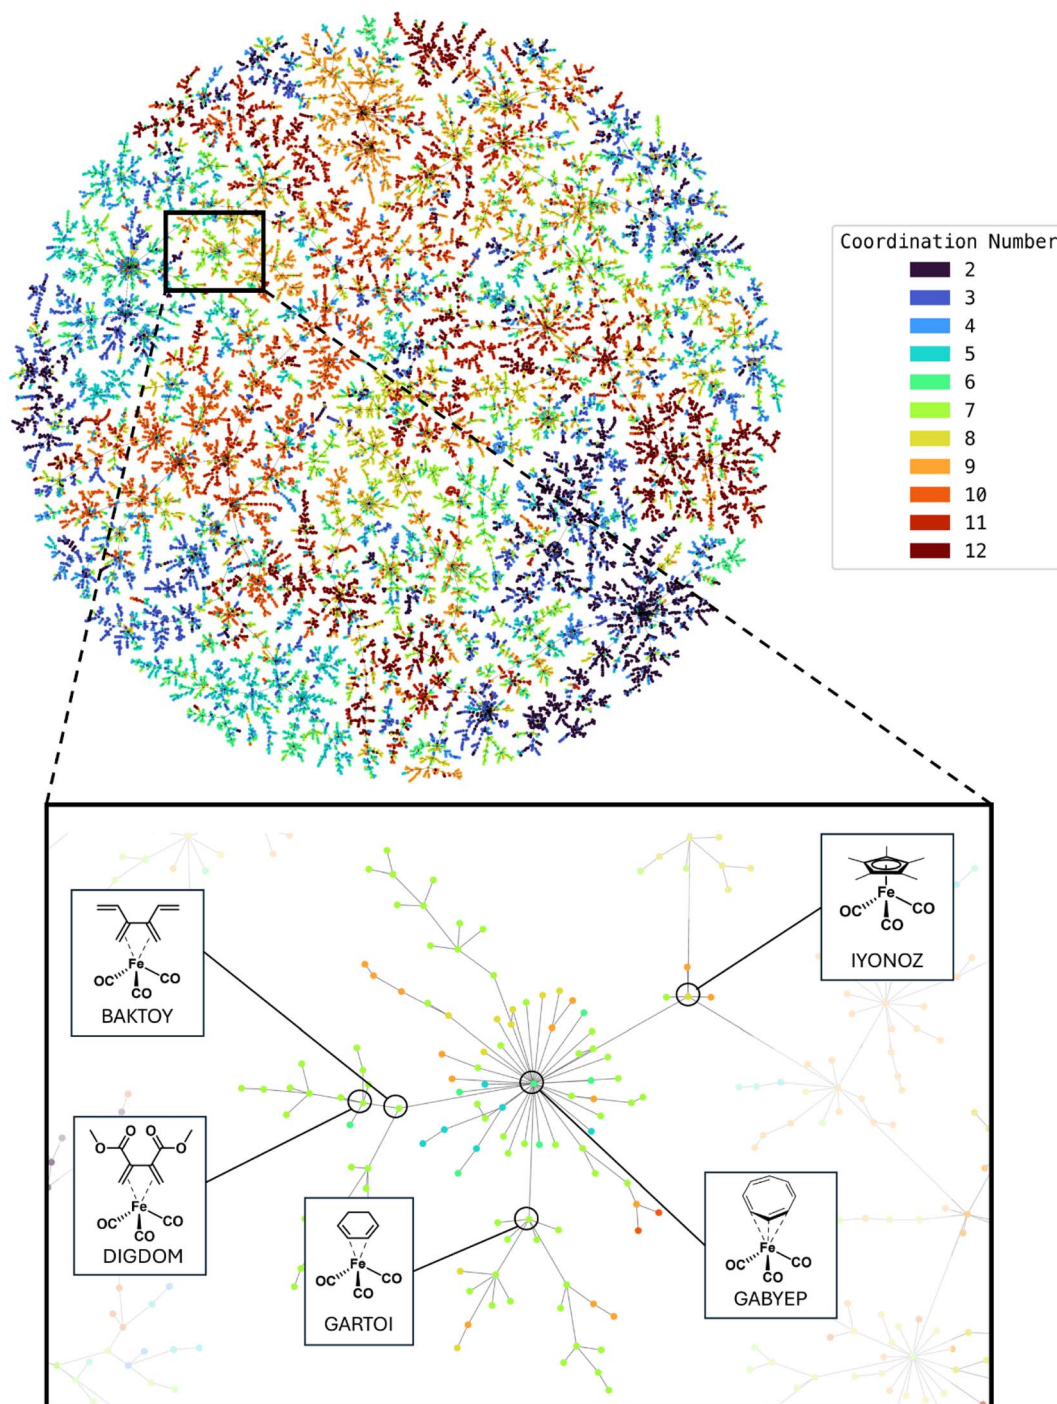 Coordination Number
2
3
4
5
6
7
8
9
10
11
12
Fe
OC
CO
CO
IYONOZ
Fe
OC
CO
CO
BAKTOY
O
O
O
O
Fe
OC
CO
CO
DIGDOM
Fe
OC
CO
CO
GARTOI
Fe
OC
CO
CO
GABYEP